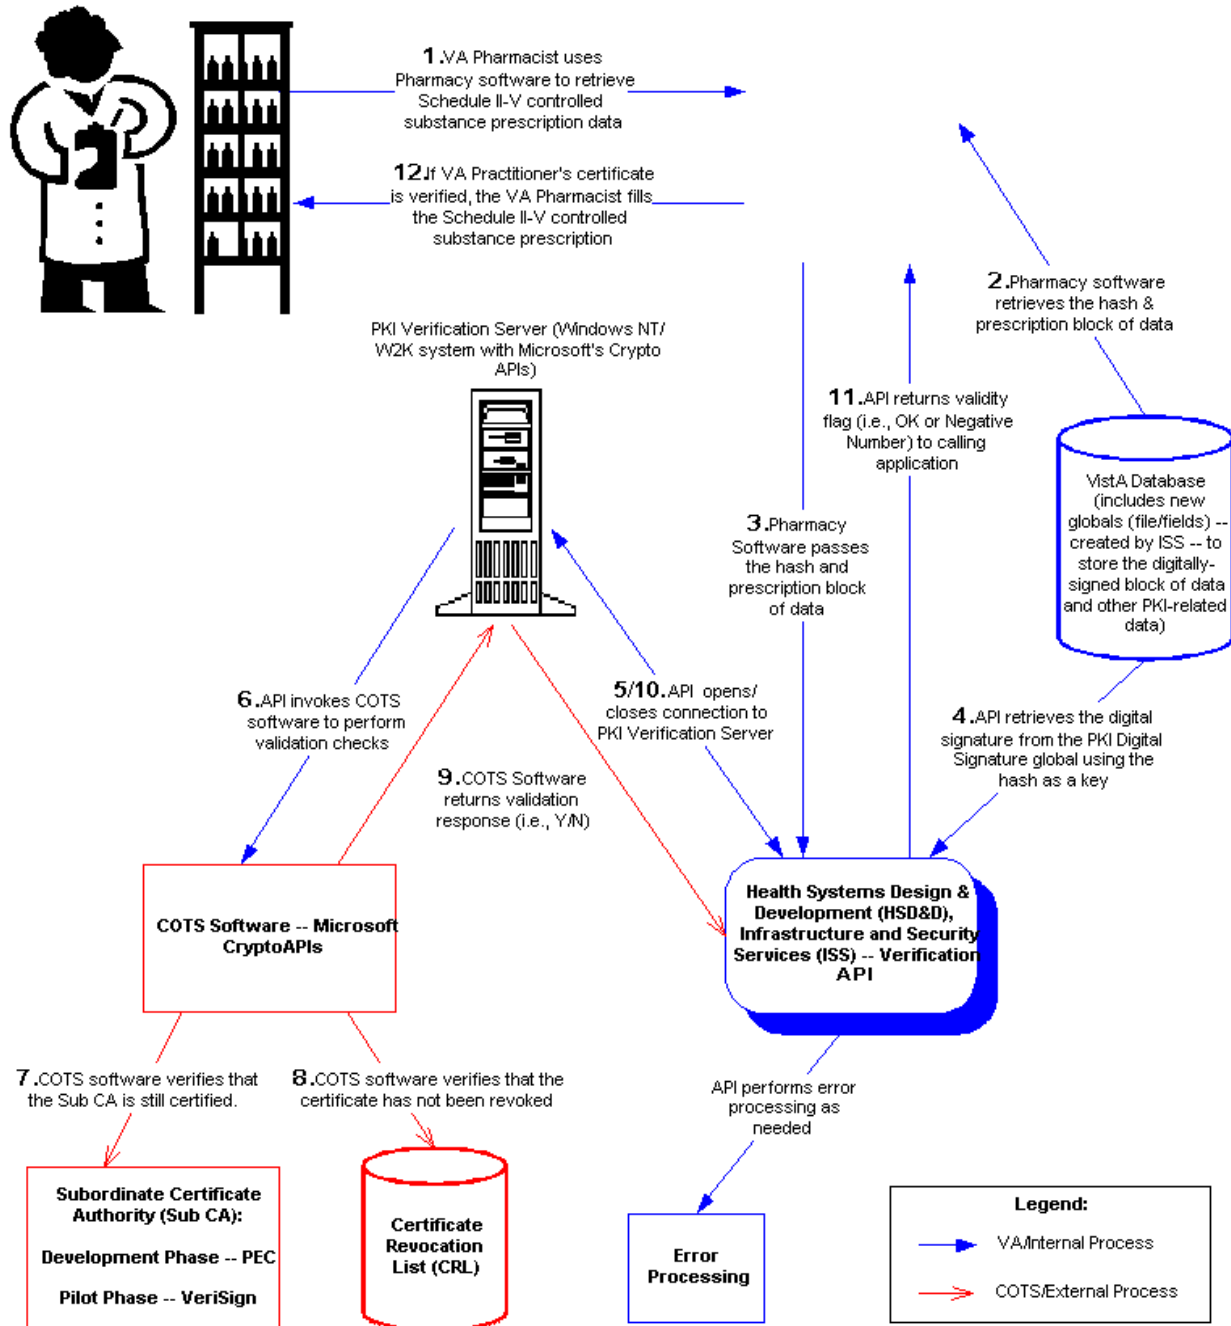 1.VA Pharmacist uses
Pharmacy software to retrieve
Schedule II-V controlled
substance prescription data
12.If VA Practitioner's certificate
is verified, the VA Pharmacist fills
the Schedule II-V controlled
substance prescription
2.Pharmacy software
retrieves the hash &
prescription block of data
PKI Verification Server (Windows NT/
W2K system with Microsoft's Crypto
APIs)
11.API returns validity
flag (i.e., OK or Negative
Number) to calling
application
VistA Database
(includes new
globals (file/fields) --
created by ISS -- to
store the digitally-
signed block of data
and other PKI-related
data)
3.Pharmacy
Software passes
the hash and
prescription block
of data
6.API invokes COTS
software to perform
validation checks
5/10.API opens/
closes connection to
PKI Verification Server
4.API retrieves the digital
signature from the PKI Digital
Signature global using the
hash as a key
9.COTS Software
returns validation
response (i.e., Y/N)
COTS Software -- Microsoft
CryptoAPIs
Health Systems Design &
Development (HSD&D),
Infrastructure and Security
Services (ISS) -- Verification
API
7.COTS software verifies that
the Sub CA is still certified.
8.COTS software verifies that the
certificate has not been revoked
API performs error
processing as
needed
Subordinate Certificate
Authority (Sub CA):
Development Phase -- PEC
Pilot Phase -- VeriSign
Certificate
Revocation
List (CRL)
Error
Processing
Legend:
VA/Internal Process
COTS/External Process